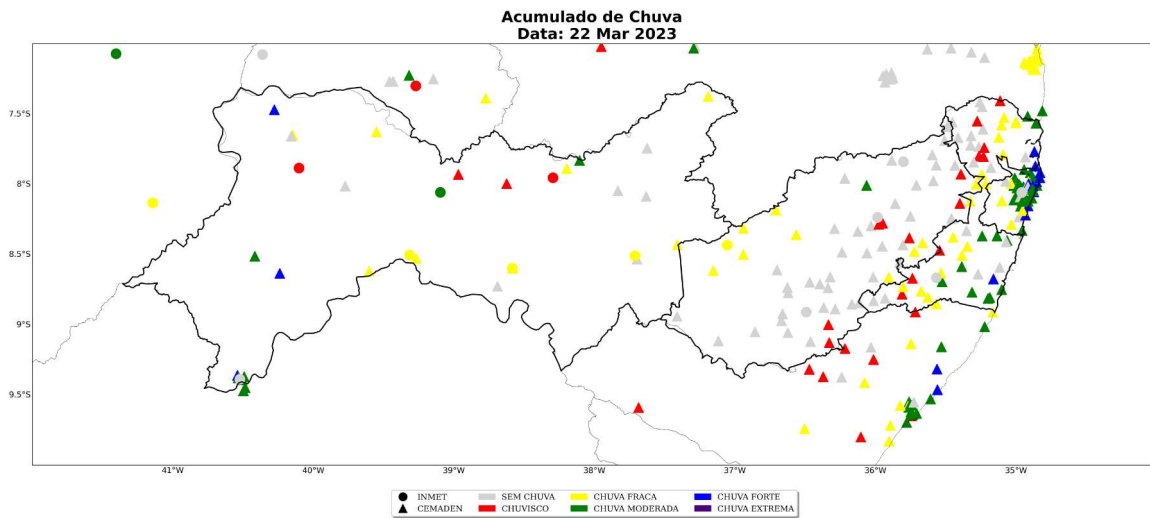 Acumulado de Chuva
Data: 22 Mar 2023
7.5°S
8°S
8.5°S
9°S
9.5°S
41°W 40°W 39°W 38°W 37°W 36°W 35°W
INMET SEM CHUVA CHUVA FRACA CHUVA FORTE
CEMADEN CHUVISCO CHUVA MODERADA CHUVA EXTREMA